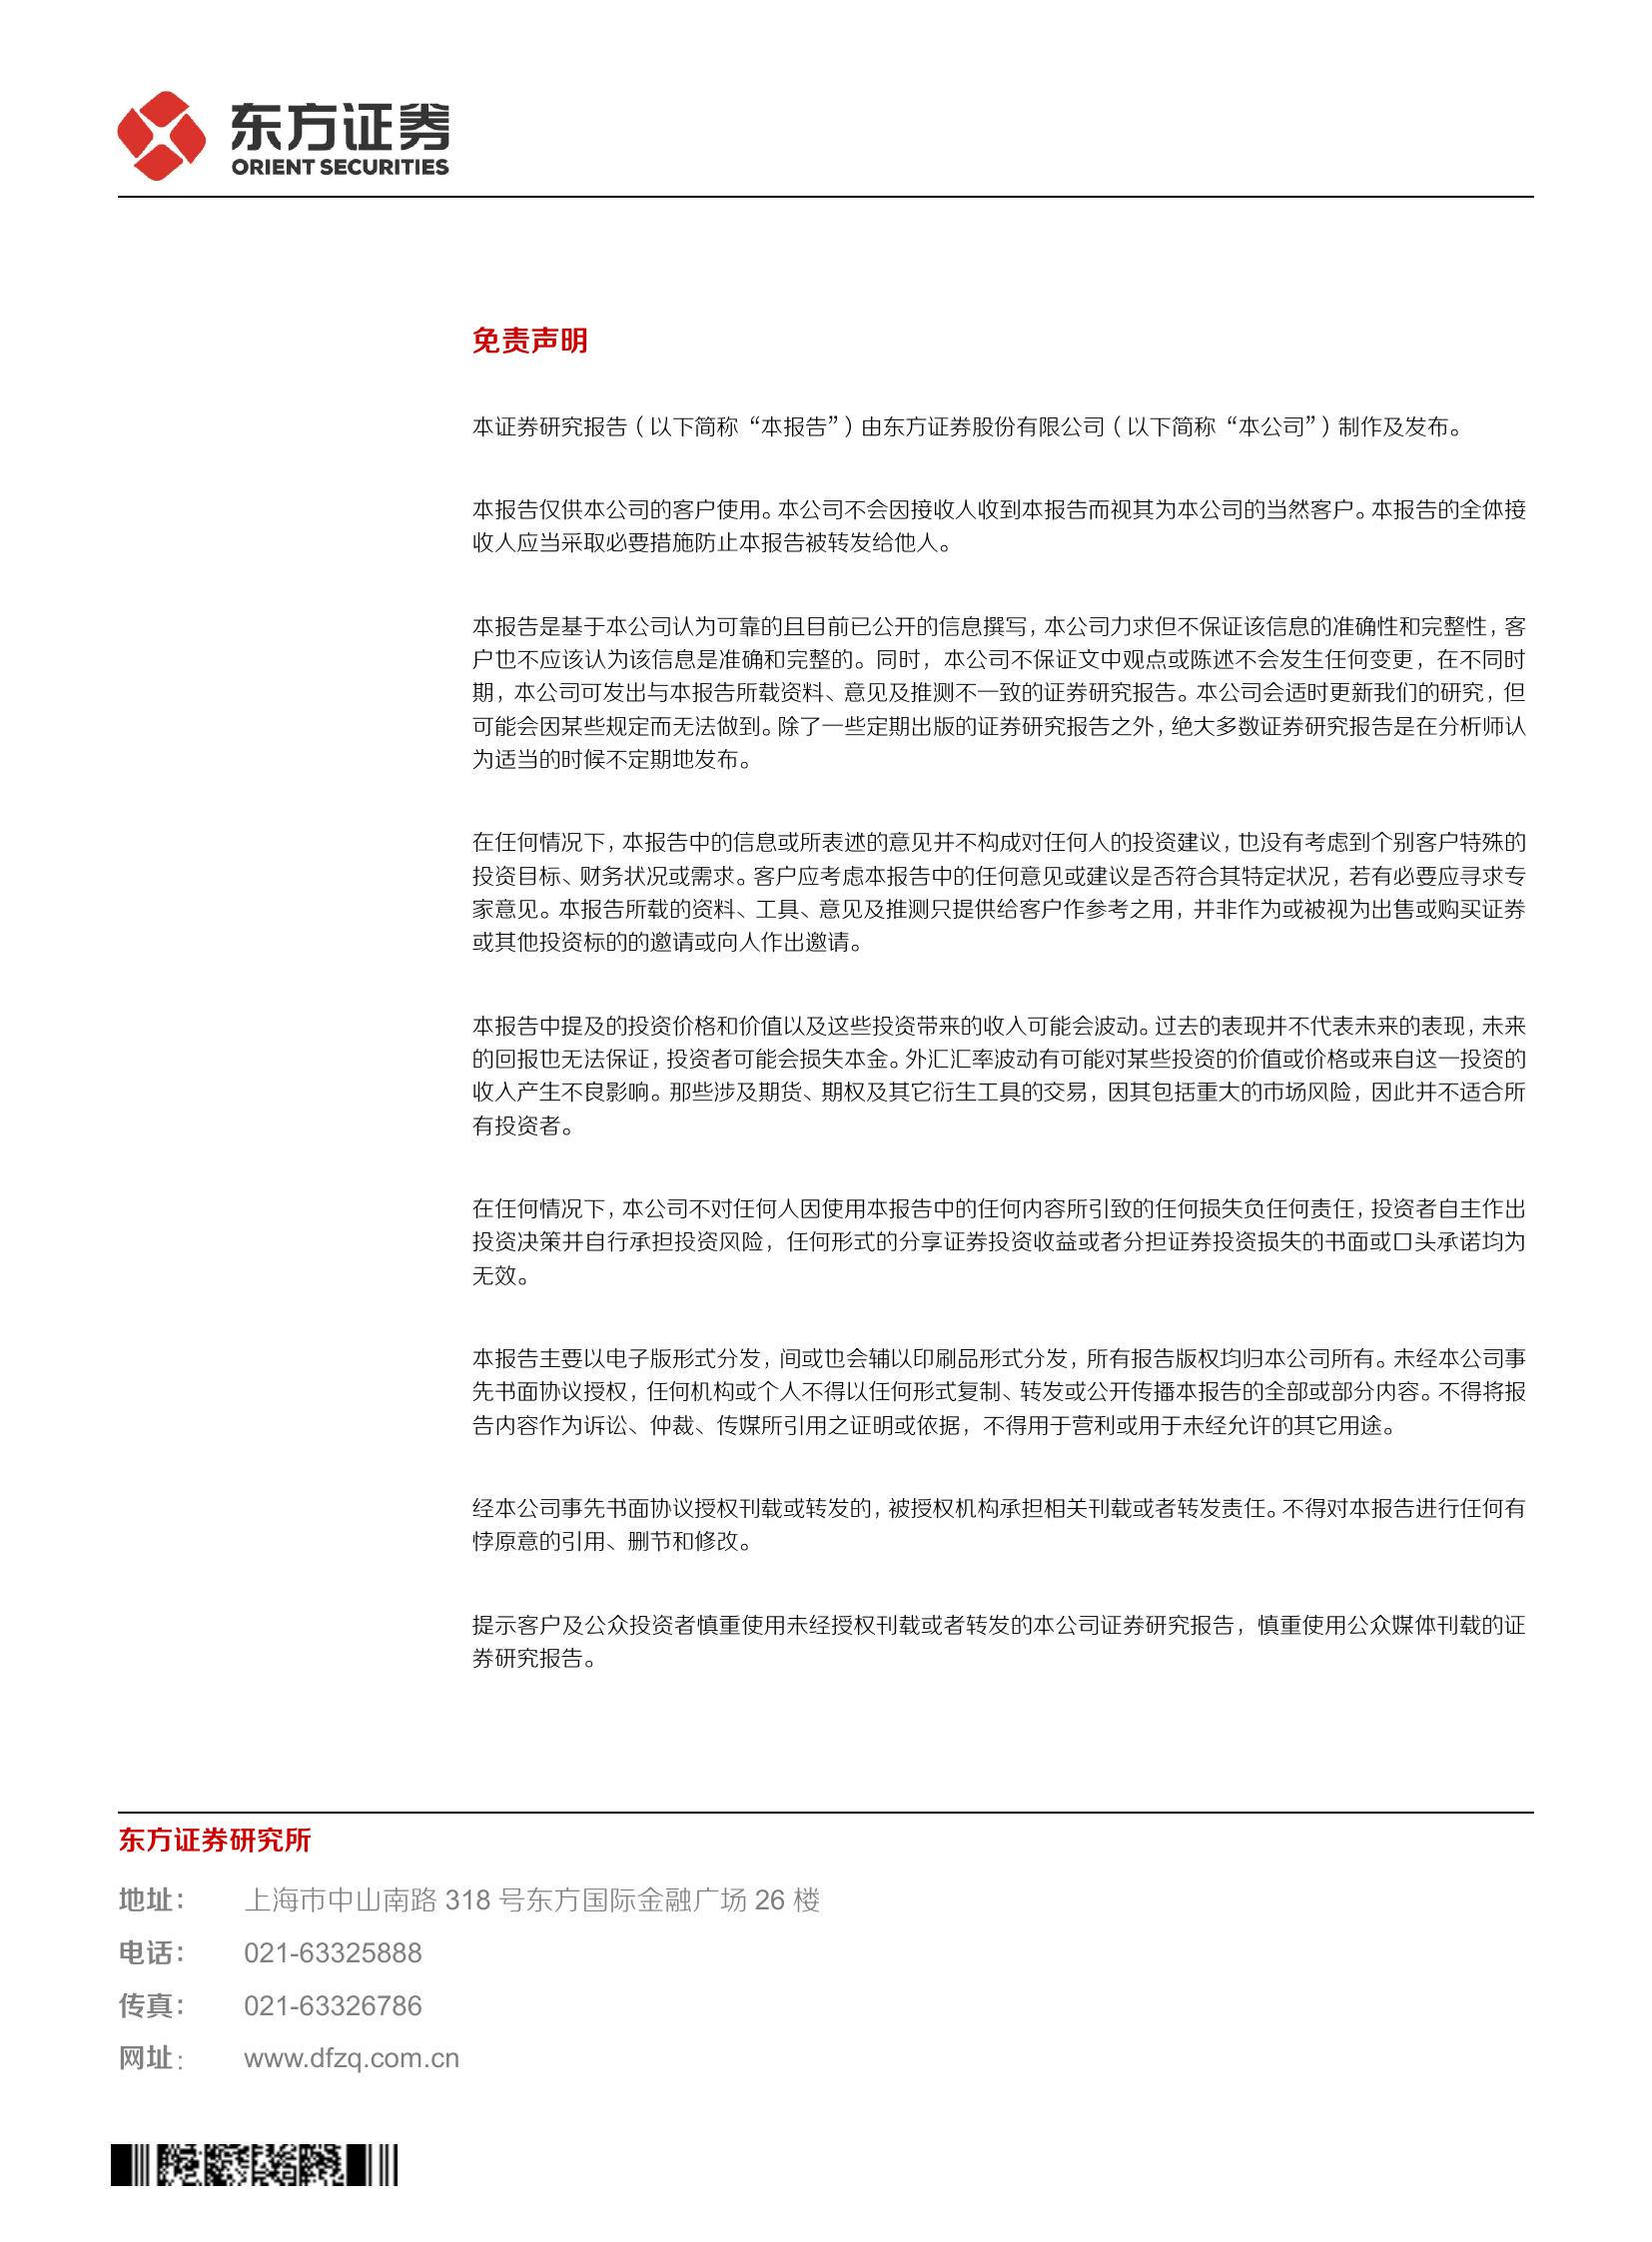 东方证券
ORIENT SECURITIES
免责声明
本证券研究报告（以下简称“本报告”）由东方证券股份有限公司（以下简称“本公司”）制作及发布。
本报告仅供本公司的客户使用。本公司不会因接收人收到本报告而视其为本公司的当然客户。本报告的全体接
收人应当采取必要措施防止本报告被转发给他人。
本报告是基于本公司认为可靠的且目前已公开的信息撰写，本公司力求但不保证该信息的准确性和完整性，客
户也不应该认为该信息是准确和完整的。同时，本公司不保证文中观点或陈述不会发生任何变更，在不同时
期，本公司可发出与本报告所载资料、意见及推测不一致的证券研究报告。本公司会适时更新我们的研究，但
可能会因某些规定而无法做到。除了一些定期出版的证券研究报告之外，绝大多数证券研究报告是在分析师认
为适当的时候不定期地发布。
在任何情况下，本报告中的信息或所表述的意见并不构成对任何人的投资建议，也没有考虑到个别客户特殊的
投资目标、财务状况或需求。客户应考虑本报告中的任何意见或建议是否符合其特定状况，若有必要应寻求专
家意见。本报告所载的资料、工具、意见及推测只提供给客户作参考之用，并非作为或被视为出售或购买证券
或其他投资标的的邀请或向人作出邀请。
本报告中提及的投资价格和价值以及这些投资带来的收入可能会波动。过去的表现并不代表未来的表现，未来
的回报也无法保证，投资者可能会损失本金。外汇汇率波动有可能对某些投资的价值或价格或来自这一投资的
收入产生不良影响。那些涉及期货、期权及其它衍生工具的交易，因其包括重大的市场风险，因此并不适合所
有投资者。
在任何情况下，本公司不对任何人因使用本报告中的任何内容所引致的任何损失负任何责任，投资者自主作出
投资决策并自行承担投资风险，任何形式的分享证券投资收益或者分担证券投资损失的书面或口头承诺均为
无效。
本报告主要以电子版形式分发，间或也会辅以印刷品形式分发，所有报告版权均归本公司所有。未经本公司事
先书面协议授权，任何机构或个人不得以任何形式复制、转发或公开传播本报告的全部或部分内容。不得将报
告内容作为诉讼、仲裁、传媒所引用之证明或依据，不得用于营利或用于未经允许的其它用途。
经本公司事先书面协议授权刊载或转发的，被授权机构承担相关刊载或者转发责任。不得对本报告进行任何有
悖原意的引用、删节和修改。
提示客户及公众投资者慎重使用未经授权刊载或者转发的本公司证券研究报告，慎重使用公众媒体刊载的证
券研究报告。
东方证券研究所
地址： 上海市中山南路 318 号东方国际金融广场 26 楼
电话： 021-63325888
传真： 021-63326786
网址： www.dfzq.com.cn